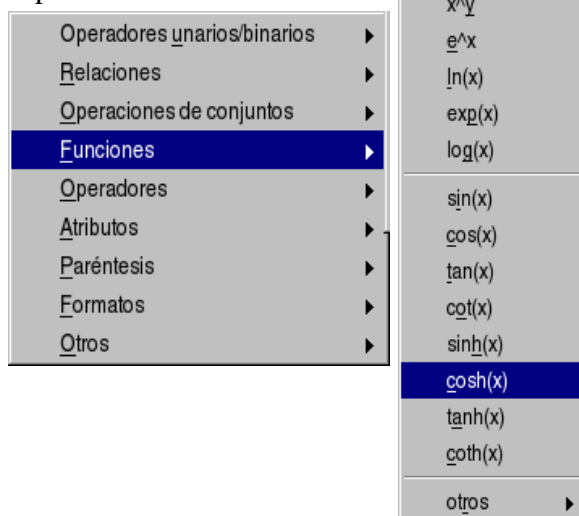 Operadores unarios/binarios
Relaciones
Operaciones de conjuntos
Funciones
Operadores
Atributos
Paréntesis
Formatos
Otros
x^y
e^x
ln(x)
exp(x)
log(x)
sin(x)
cos(x)
tan(x)
cot(x)
sinh(x)
cosh(x)
tanh(x)
coth(x)
otros